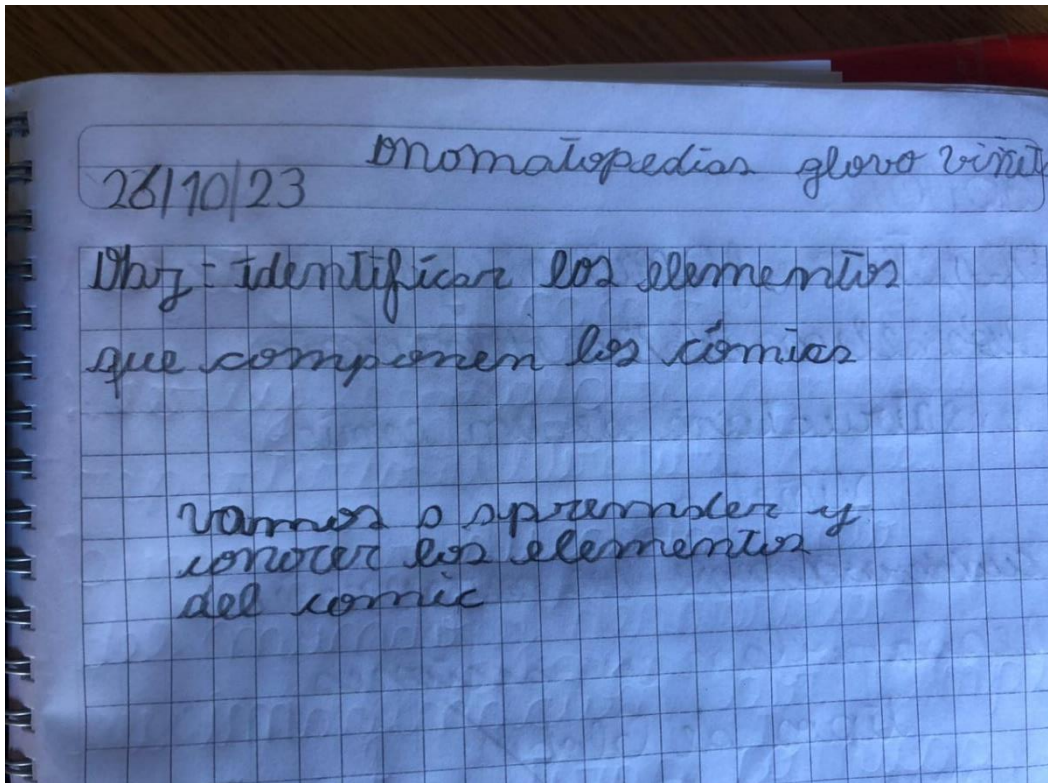 onomatopedias glovo viñet
26/10/23
Obj = identificar los elementos
que componen los cómics
vamos a aprender y
conocer los elementos
del comic